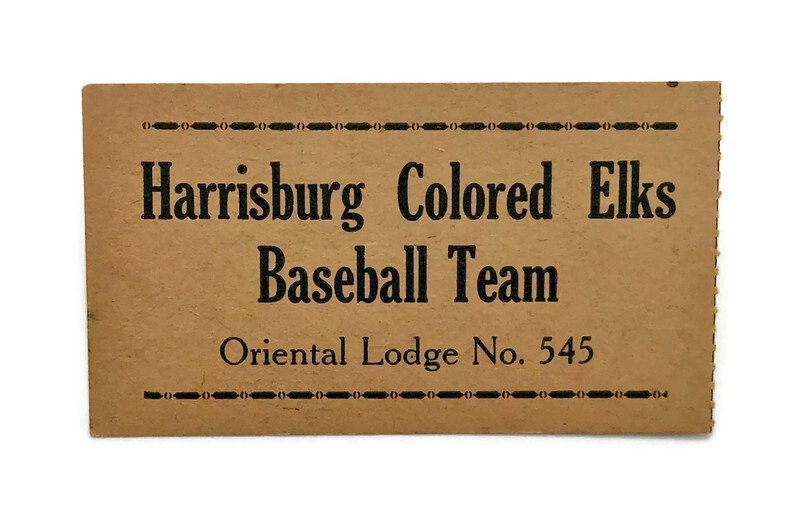 Harrisburg Colored Elks
Baseball Team
Oriental Lodge No. 545